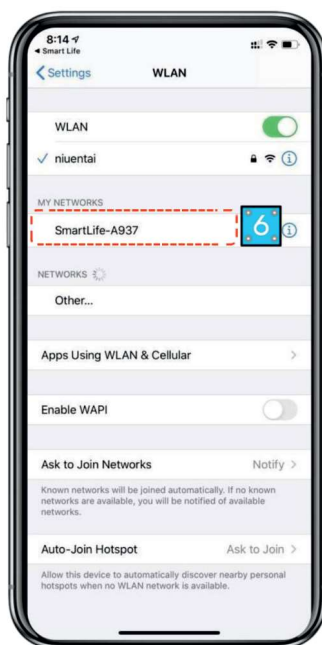 8:14
Smart Life
Settings
WLAN
WLAN
niuentai
MY NETWORKS
SmartLife-A937
6
NETWORKS
Other...
Apps Using WLAN & Cellular
Enable WAPI
Ask to Join Networks
Notify
Known networks will be joined automatically. If no known
networks are available, you will be notified of available
networks.
Auto-Join Hotspot
Ask to Join
Allow this device to automatically discover nearby personal
hotspots when no WLAN network is available.